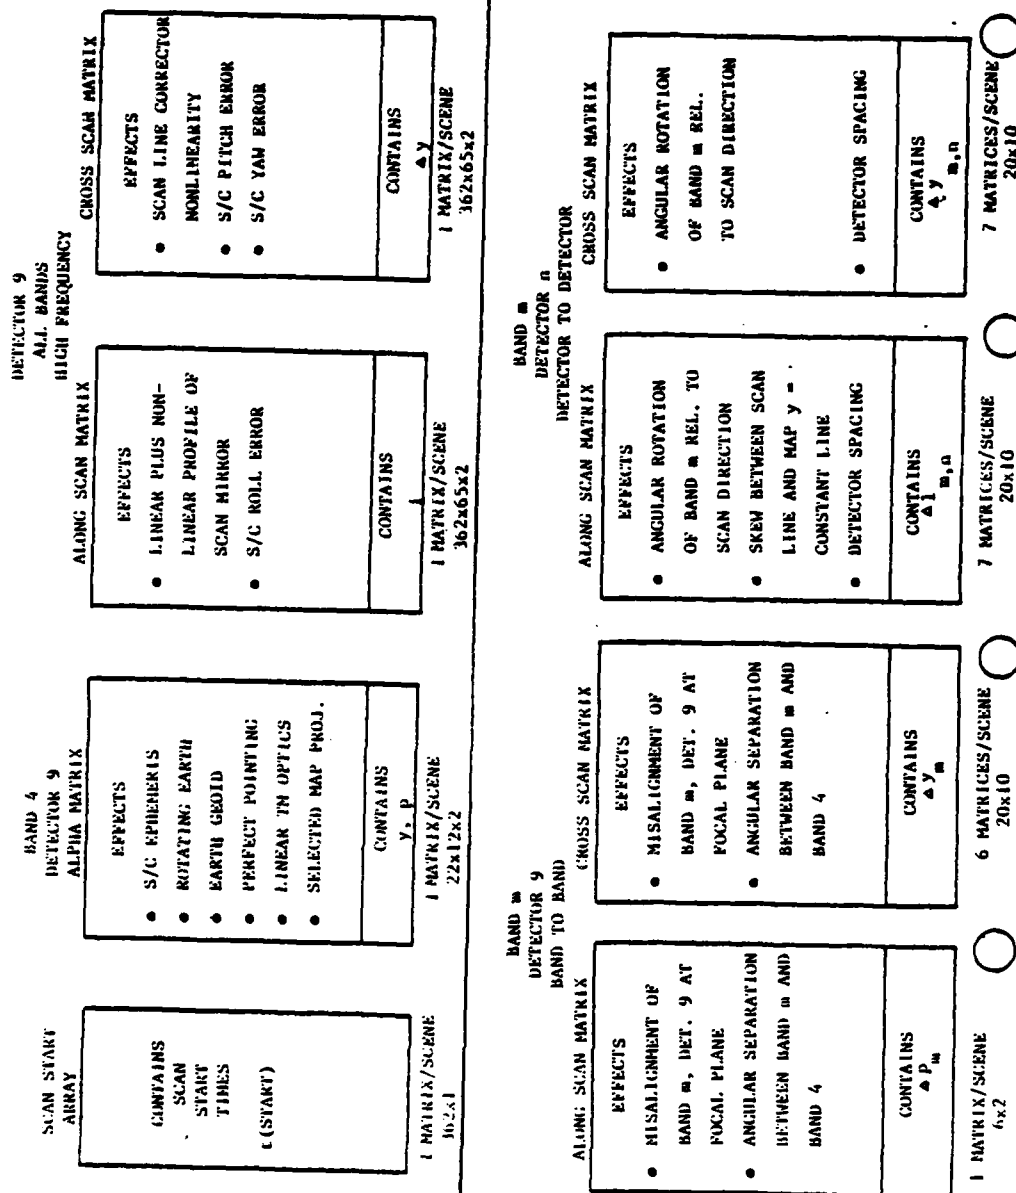 SCAN START
ARRAY
CONTAINS
SCAN
START
TIMES
t (START)
1 MATRIX/SCENE
362x1
BAND 4
DETECTOR 9
ALPHA MATRIX
EFFECTS
● S/C EPHEMERIS
● ROTATING EARTH
● EARTH GEOID
● PERFECT POINTING
● LINEAR TM OPTICS
● SELECTED MAP PROJ.
CONTAINS
y, p
1 MATRIX/SCENE
22x12x2
DETECTOR 9
ALL BANDS
HIGH FREQUENCY
ALONG SCAN MATRIX
EFFECTS
● LINEAR PLUS NON-
LINEAR PROFILE OF
SCAN MIRROR
● S/C ROLL ERROR
CONTAINS
1 MATRIX/SCENE
362x65x2
CROSS SCAN MATRIX
EFFECTS
● SCAN LINE CORRECTOR
NONLINEARITY
● S/C PITCH ERROR
● S/C YAW ERROR
CONTAINS
Δy
1 MATRIX/SCENE
362x65x2
BAND m
DETECTOR 9
BAND TO BAND
ALONG SCAN MATRIX
EFFECTS
● MISALIGNMENT OF
BAND m, DET. 9 AT
FOCAL PLANE
● ANGULAR SEPARATION
BETWEEN BAND m AND
BAND 4
CONTAINS
ΔP m
1 MATRIX/SCENE
6x2
CROSS SCAN MATRIX
EFFECTS
● MISALIGNMENT OF
BAND m, DET. 9 AT
FOCAL PLANE
● ANGULAR SEPARATION
BETWEEN BAND m AND
BAND 4
CONTAINS
Δy m
6 MATRICES/SCENE
20x10
BAND m
DETECTOR n
DETECTOR TO DETECTOR
ALONG SCAN MATRIX
EFFECTS
● ANGULAR ROTATION
OF BAND m REL. TO
SCAN DIRECTION
● SKEW BETWEEN SCAN
LINE AND MAP y =
CONSTANT LINE
● DETECTOR SPACING
CONTAINS
Δi m,n
7 MATRICES/SCENE
20x10
CROSS SCAN MATRIX
EFFECTS
● ANGULAR ROTATION
OF BAND m REL.
TO SCAN DIRECTION
● DETECTOR SPACING
CONTAINS
Δy m,n
7 MATRICES/SCENE
20x10